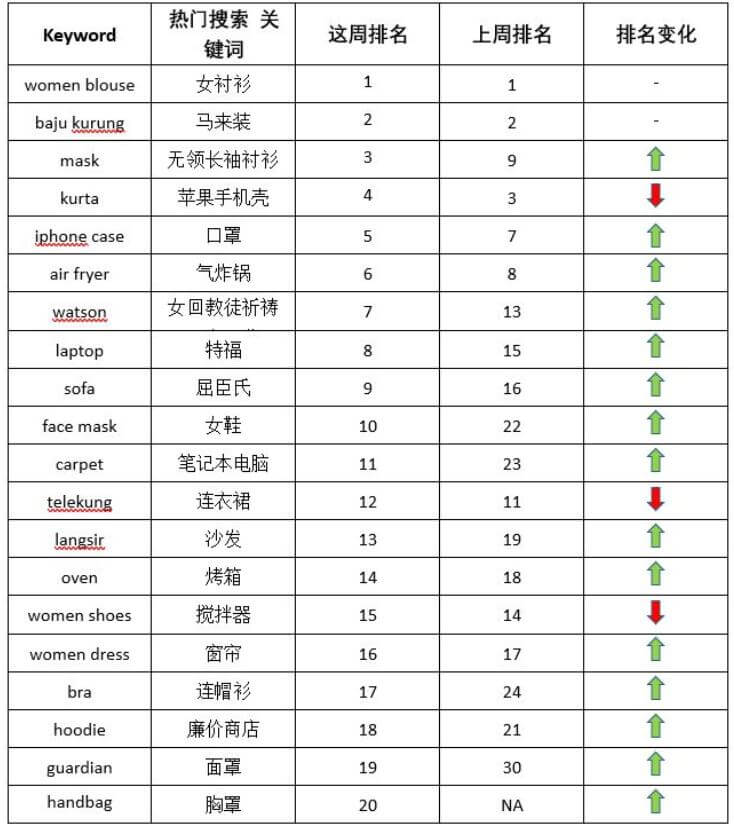 Keyword 热门搜索 关 这周排名 上周排名 排名变化
键词
women blouse 女衬衫 1 1 -
baju kurung 马来装 2 2 -
mask 无领长袖衬衫 3 9
kurta 苹果手机壳 4 3
iphone case 口罩 5 7
air fryer 气炸锅 6 8
watson 女回教徒祈祷 7 13
laptop 特福 8 15
sofa 屈臣氏 9 16
face mask 女鞋 10 22
carpet 笔记本电脑 11 23
telekung 连衣裙 12 11
langsir 沙发 13 19
oven 烤箱 14 18
women shoes 搅拌器 15 14
women dress 窗帘 16 17
bra 连帽衫 17 24
hoodie 廉价商店 18 21
guardian 面罩 19 30
handbag 胸罩 20 NA